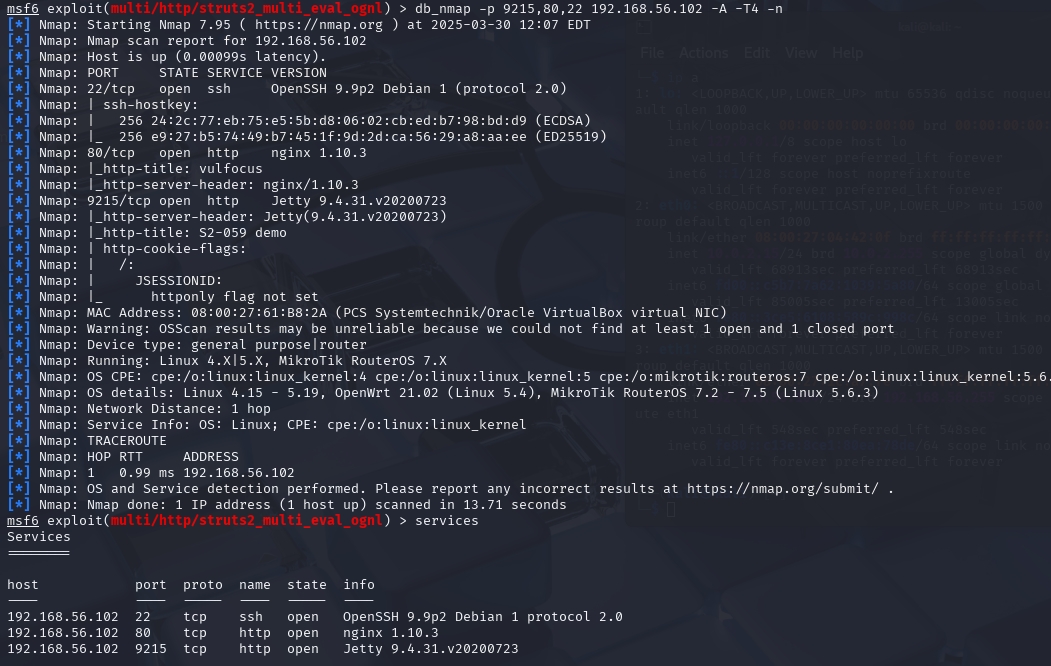 msf6 exploit(multi/http/struts2_multi_eval_ognl) > db_nmap -p 9215,80,22 192.168.56.102 -A -T4 -n
[*] Nmap: Starting Nmap 7.95 ( https://nmap.org ) at 2025-03-30 12:07 EDT
[*] Nmap: Nmap scan report for 192.168.56.102
[*] Nmap: Host is up (0.00099s latency).
[*] Nmap: PORT     STATE SERVICE VERSION
[*] Nmap: 22/tcp   open  ssh     OpenSSH 9.9p2 Debian 1 (protocol 2.0)
[*] Nmap: | ssh-hostkey:
[*] Nmap: |   256 24:2c:77:eb:75:e5:5b:d8:06:02:cb:ed:b7:98:bd:d9 (ECDSA)
[*] Nmap: |_  256 e9:27:b5:74:49:b7:45:1f:9d:2d:ca:56:29:a8:aa:ee (ED25519)
[*] Nmap: 80/tcp   open  http    nginx 1.10.3
[*] Nmap: |_http-title: vulfocus
[*] Nmap: |_http-server-header: nginx/1.10.3
[*] Nmap: 9215/tcp open  http    Jetty 9.4.31.v20200723
[*] Nmap: |_http-server-header: Jetty(9.4.31.v20200723)
[*] Nmap: |_http-title: S2-059 demo
[*] Nmap: | http-cookie-flags:
[*] Nmap: |   /:
[*] Nmap: |     JSESSIONID:
[*] Nmap: |_      httponly flag not set
[*] Nmap: MAC Address: 08:00:27:61:B8:2A (PCS Systemtechnik/Oracle VirtualBox virtual NIC)
[*] Nmap: Warning: OSScan results may be unreliable because we could not find at least 1 open and 1 closed port
[*] Nmap: Device type: general purpose|router
[*] Nmap: Running: Linux 4.X|5.X, MikroTik RouterOS 7.X
[*] Nmap: OS CPE: cpe:/o:linux:linux_kernel:4 cpe:/o:linux:linux_kernel:5 cpe:/o:mikrotik:routeros:7 cpe:/o:linux:linux_kernel:5.6.
[*] Nmap: OS details: Linux 4.15 - 5.19, OpenWrt 21.02 (Linux 5.4), MikroTik RouterOS 7.2 - 7.5 (Linux 5.6.3)
[*] Nmap: Network Distance: 1 hop
[*] Nmap: Service Info: OS: Linux; CPE: cpe:/o:linux:linux_kernel
[*] Nmap: TRACEROUTE
[*] Nmap: HOP RTT     ADDRESS
[*] Nmap: 1   0.99 ms 192.168.56.102
[*] Nmap: OS and Service detection performed. Please report any incorrect results at https://nmap.org/submit/ .
[*] Nmap: Nmap done: 1 IP address (1 host up) scanned in 13.71 seconds
msf6 exploit(multi/http/struts2_multi_eval_ognl) > services
Services
host            port  proto  name  state  info
192.168.56.102  22    tcp    ssh   open   OpenSSH 9.9p2 Debian 1 protocol 2.0
192.168.56.102  80    tcp    http  open   nginx 1.10.3
192.168.56.102  9215  tcp    http  open   Jetty 9.4.31.v20200723
File  Actions  Edit  View  Help